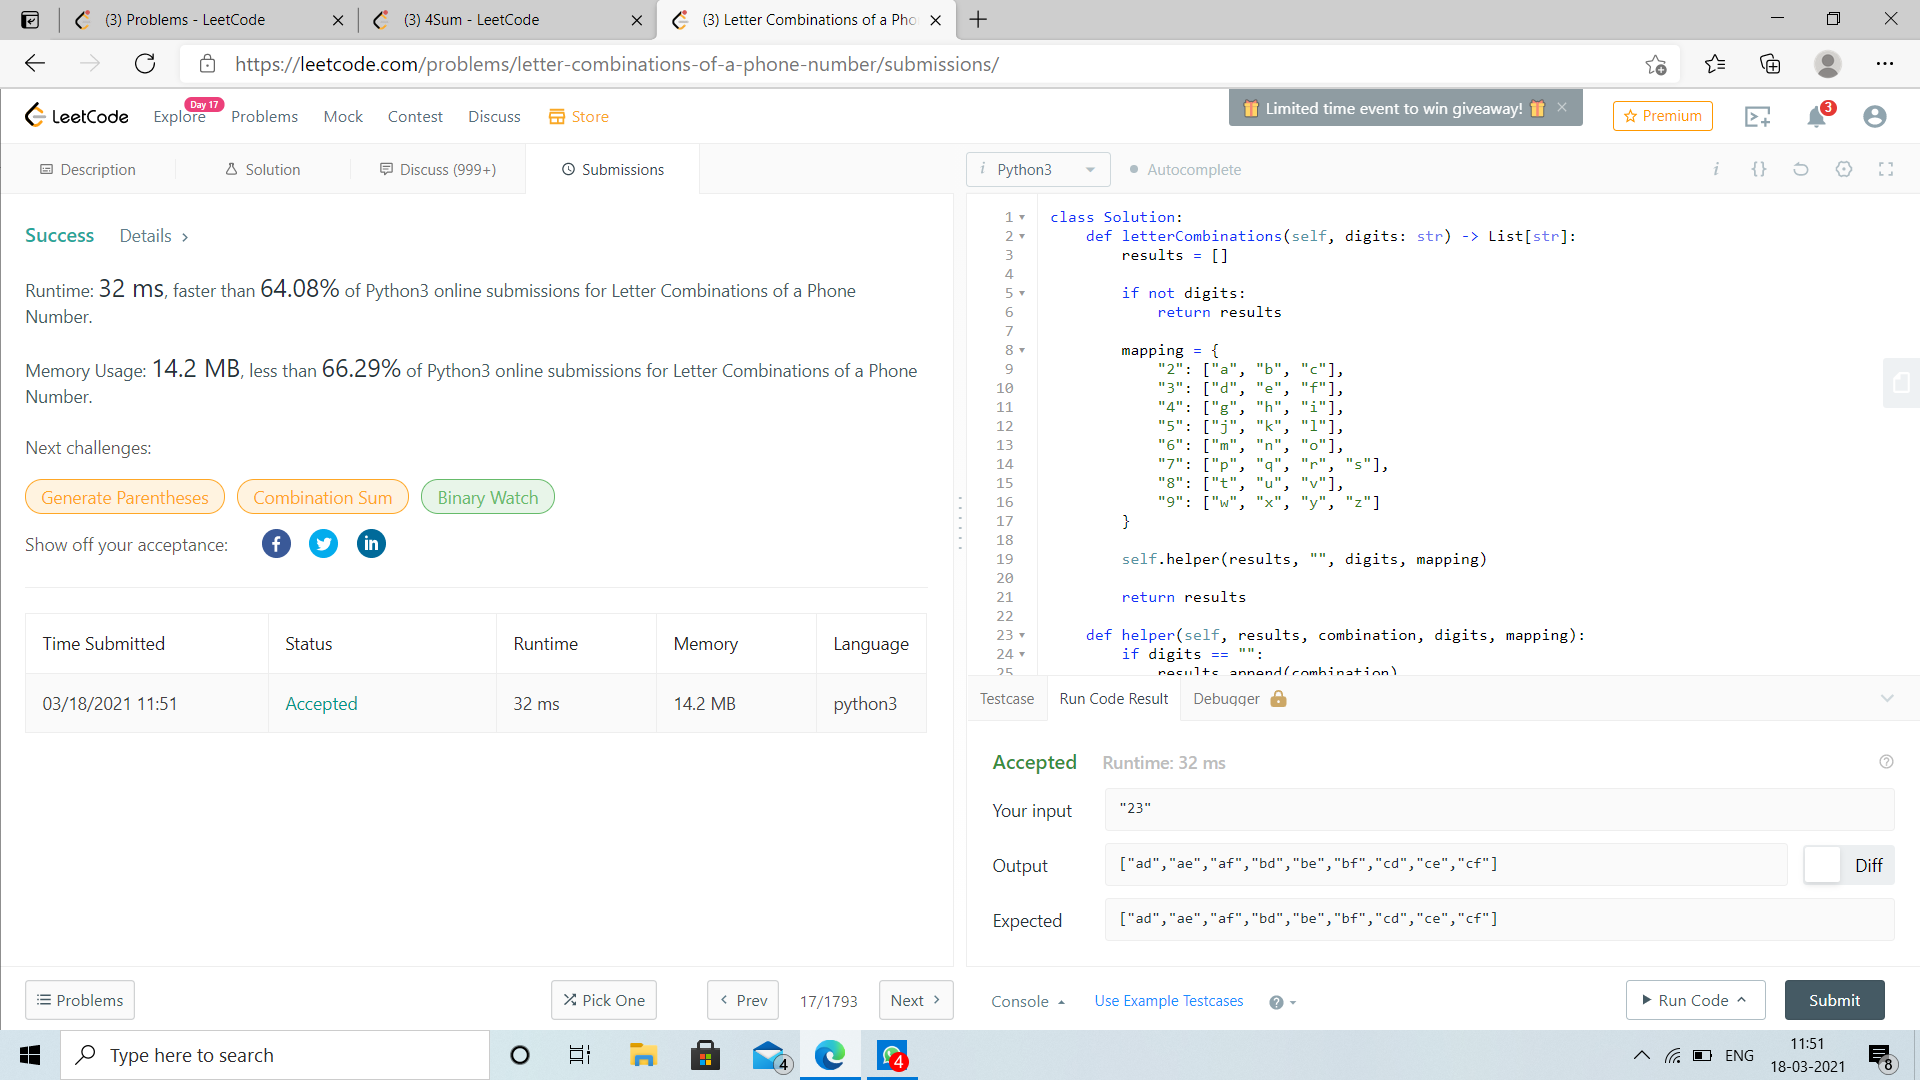 (3) Problems - LeetCode
(3) 4Sum - LeetCode
(3) Letter Combinations of a Pho
https://leetcode.com/problems/letter-combinations-of-a-phone-number/submissions/
LeetCode
Explore
Day 17
Problems
Mock
Contest
Discuss
Store
Limited time event to win giveaway!
Premium
3
Description
Solution
Discuss (999+)
Submissions
i Python3
Autocomplete
i {}
Success Details >
Runtime: 32 ms, faster than 64.08% of Python3 online submissions for Letter Combinations of a Phone
Number.
Memory Usage: 14.2 MB, less than 66.29% of Python3 online submissions for Letter Combinations of a Phone
Number.
Next challenges:
Generate Parentheses
Combination Sum
Binary Watch
Show off your acceptance:
Time Submitted Status Runtime Memory Language
03/18/2021 11:51 Accepted 32 ms 14.2 MB python3
1 class Solution:
2 def letterCombinations(self, digits: str) -> List[str]:
3 results = []
4
5 if not digits:
6 return results
7
8 mapping = {
9 "2": ["a", "b", "c"],
10 "3": ["d", "e", "f"],
11 "4": ["g", "h", "i"],
12 "5": ["j", "k", "l"],
13 "6": ["m", "n", "o"],
14 "7": ["p", "q", "r", "s"],
15 "8": ["t", "u", "v"],
16 "9": ["w", "x", "y", "z"]
17 }
18
19 self.helper(results, "", digits, mapping)
20
21 return results
22
23 def helper(self, results, combination, digits, mapping):
24 if digits == "":
25 results.append(combination)
Testcase
Run Code Result
Debugger
Accepted Runtime: 32 ms
Your input "23"
Output ["ad","ae","af","bd","be","bf","cd","ce","cf"]
Diff
Expected ["ad","ae","af","bd","be","bf","cd","ce","cf"]
Problems
Pick One
< Prev
17/1793
Next >
Console
Use Example Testcases
Run Code
Submit
Type here to search
4
4
ENG
11:51
18-03-2021
8